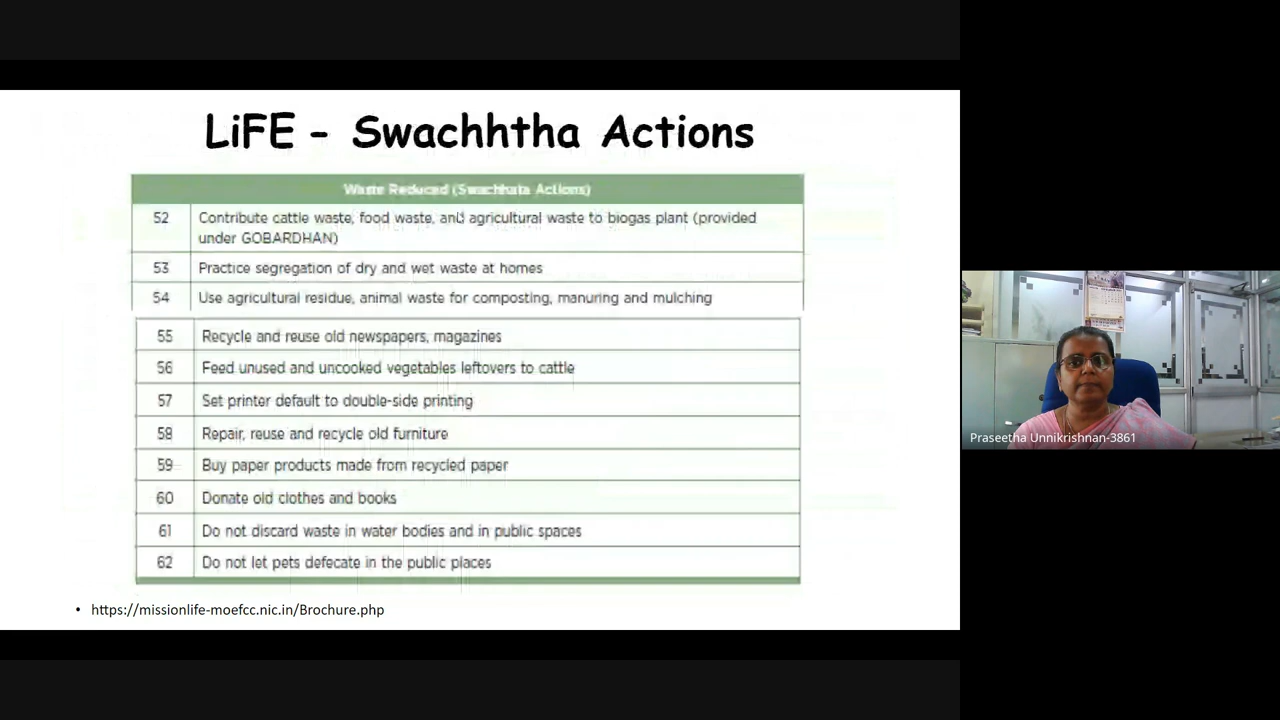 LiFE - Swachhtha Actions
Waste Reduced (Swachhata Actions)
52 Contribute cattle waste, food waste, and agricultural waste to biogas plant (provided
under GOBARDHAN)
53 Practice segregation of dry and wet waste at homes
54 Use agricultural residue, animal waste for composting, manuring and mulching
55 Recycle and reuse old newspapers, magazines
56 Feed unused and uncooked vegetables leftovers to cattle
57 Set printer default to double-side printing
58 Repair, reuse and recycle old furniture
59 Buy paper products made from recycled paper
60 Donate old clothes and books
61 Do not discard waste in water bodies and in public spaces
62 Do not let pets defecate in the public places
• https://missionlife-moefcc.nic.in/Brochure.php
Praseetha Unnikrishnan-3861